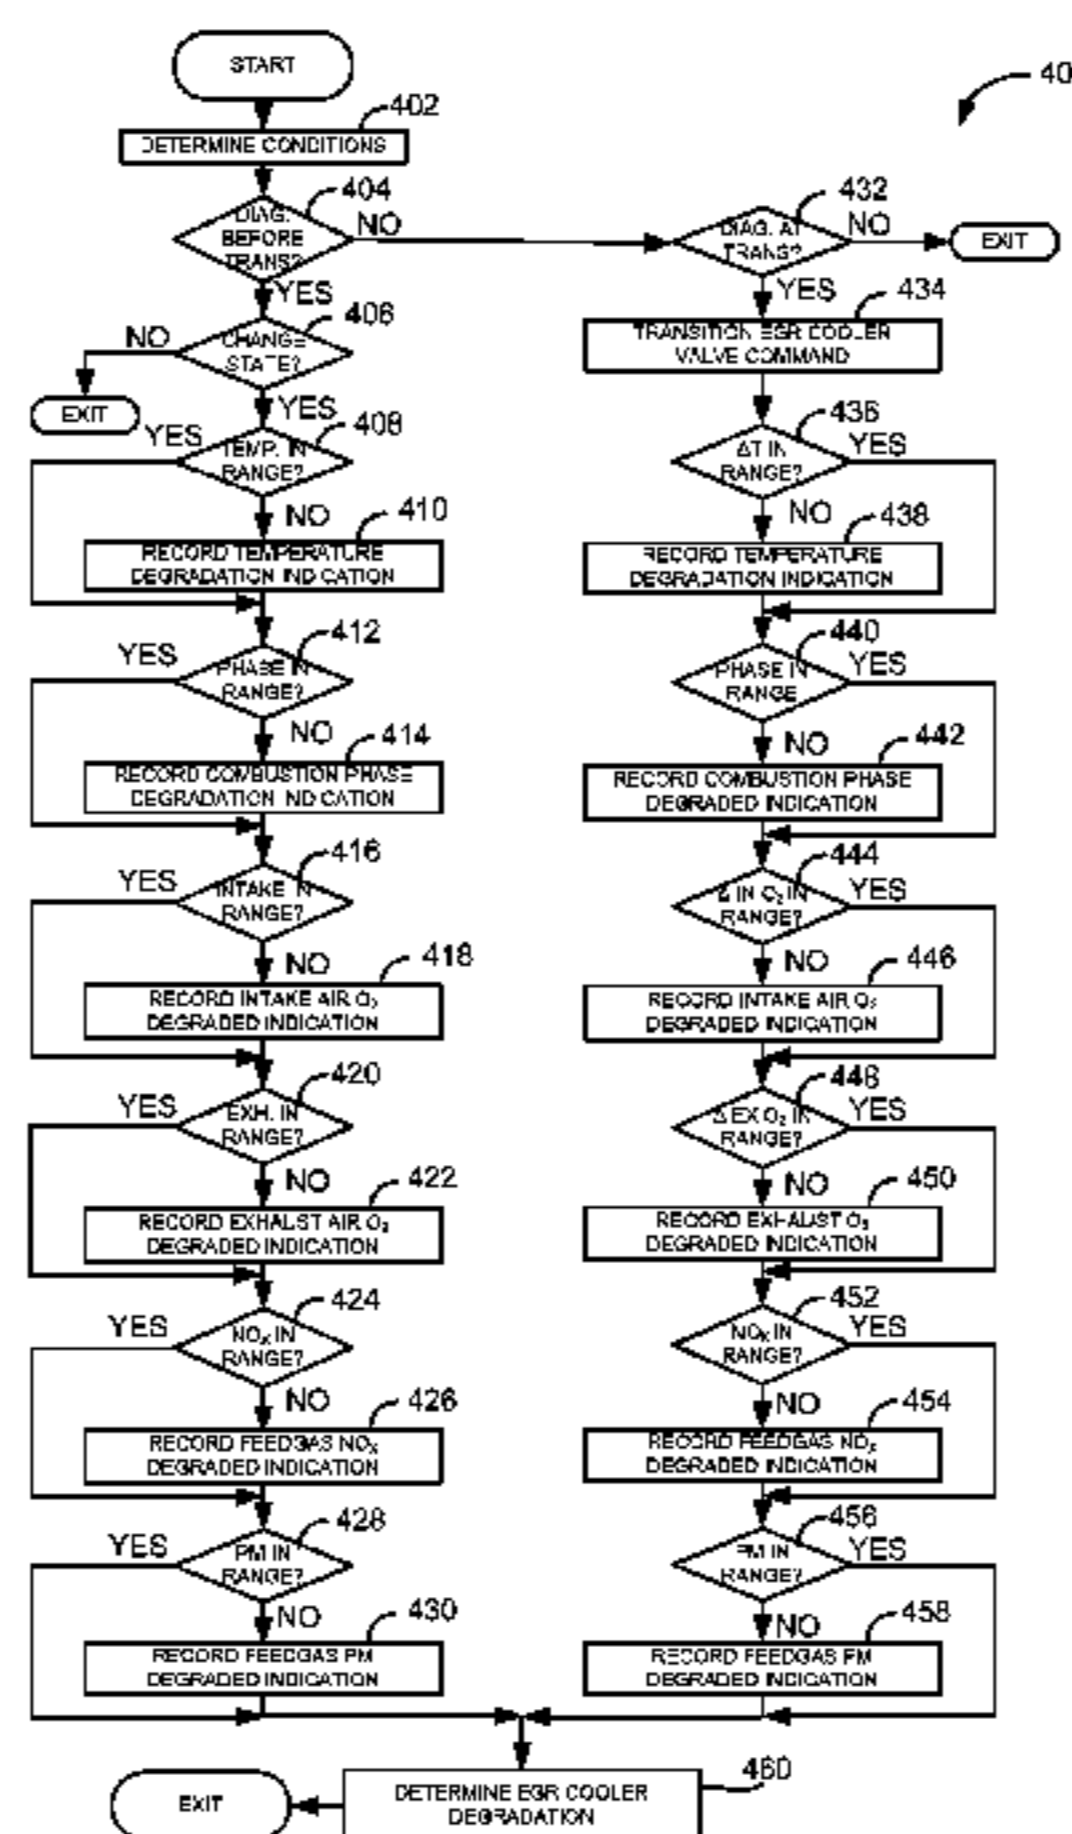 START
40
402
DETERMINE CONDITIONS
404
DIAG.
BEFORE
TRANS?
NO
432
DIAG. AT
TRANS?
NO
EXIT
YES
YES
406
CHANGE
STATE?
NO
EXIT
434
TRANSITION EGR COOLER
VALVE COMMAND
YES
408
TEMP. IN
RANGE?
YES
436
ΔT IN
RANGE?
YES
NO
410
RECORD TEMPERATURE
DEGRADATION INDICATION
NO
438
RECORD TEMPERATURE
DEGRADATION INDICATION
412
YES
PHASE IN
RANGE?
440
YES
PHASE IN
RANGE
NO
414
RECORD COMBUSTION PHASE
DEGRADATION INDICATION
NO
442
RECORD COMBUSTION PHASE
DEGRADED INDICATION
416
YES
INTAKE IN
RANGE?
444
YES
Δ IN O₂ IN
RANGE?
NO
418
RECORD INTAKE AIR O₂
DEGRADED INDICATION
NO
446
RECORD INTAKE AIR O₂
DEGRADED INDICATION
420
YES
EXH. IN
RANGE?
448
YES
Δ EX O₂ IN
RANGE?
NO
422
RECORD EXHAUST AIR O₂
DEGRADED INDICATION
NO
450
RECORD EXHAUST O₂
DEGRADED INDICATION
424
YES
NOₓ IN
RANGE?
452
YES
NOₓ IN
RANGE?
NO
426
RECORD FEEDGAS NOₓ
DEGRADED INDICATION
NO
454
RECORD FEEDGAS NOₓ
DEGRADED INDICATION
428
YES
PM IN
RANGE?
456
YES
PM IN
RANGE?
NO
430
RECORD FEEDGAS PM
DEGRADED INDICATION
NO
458
RECORD FEEDGAS PM
DEGRADED INDICATION
460
DETERMINE EGR COOLER
DEGRADATION
EXIT